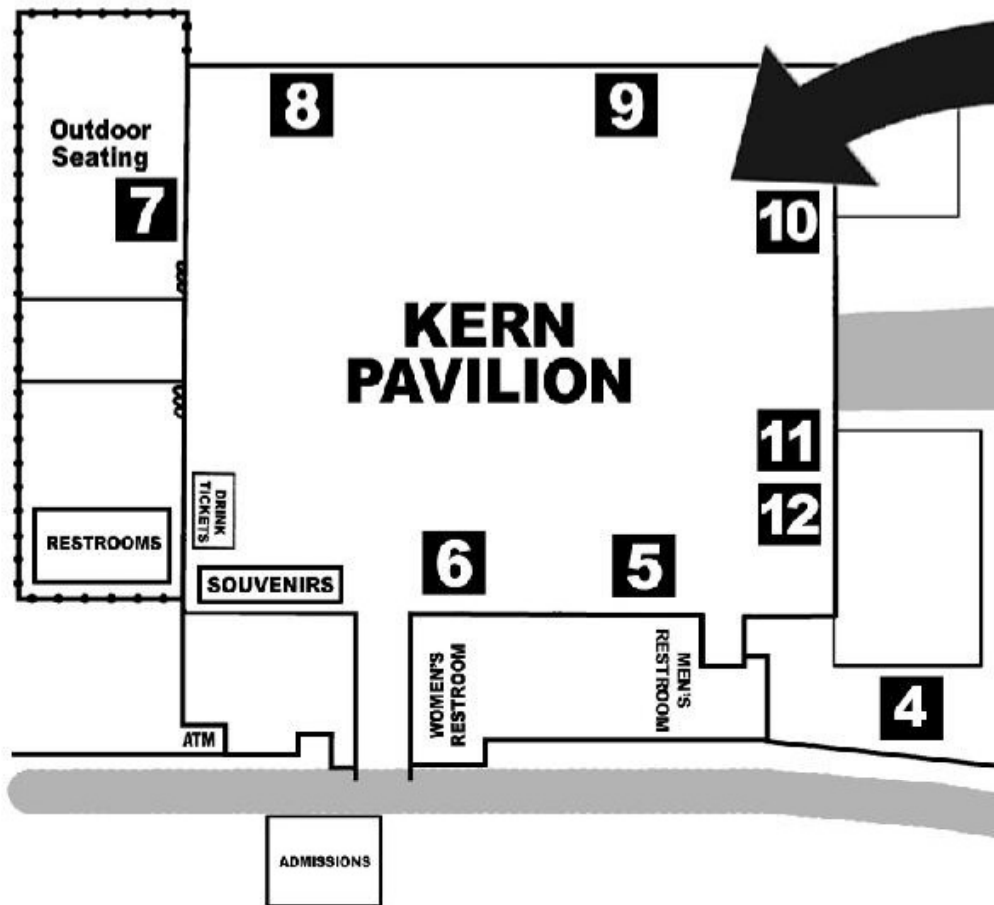 8
9
Outdoor
Seating
7
10
KERN
PAVILION
11
12
DRINK
TICKETS
RESTROOMS
6
5
SOUVENIRS
WOMEN'S
RESTROOM
MEN'S
RESTROOM
4
ATM
ADMISSIONS